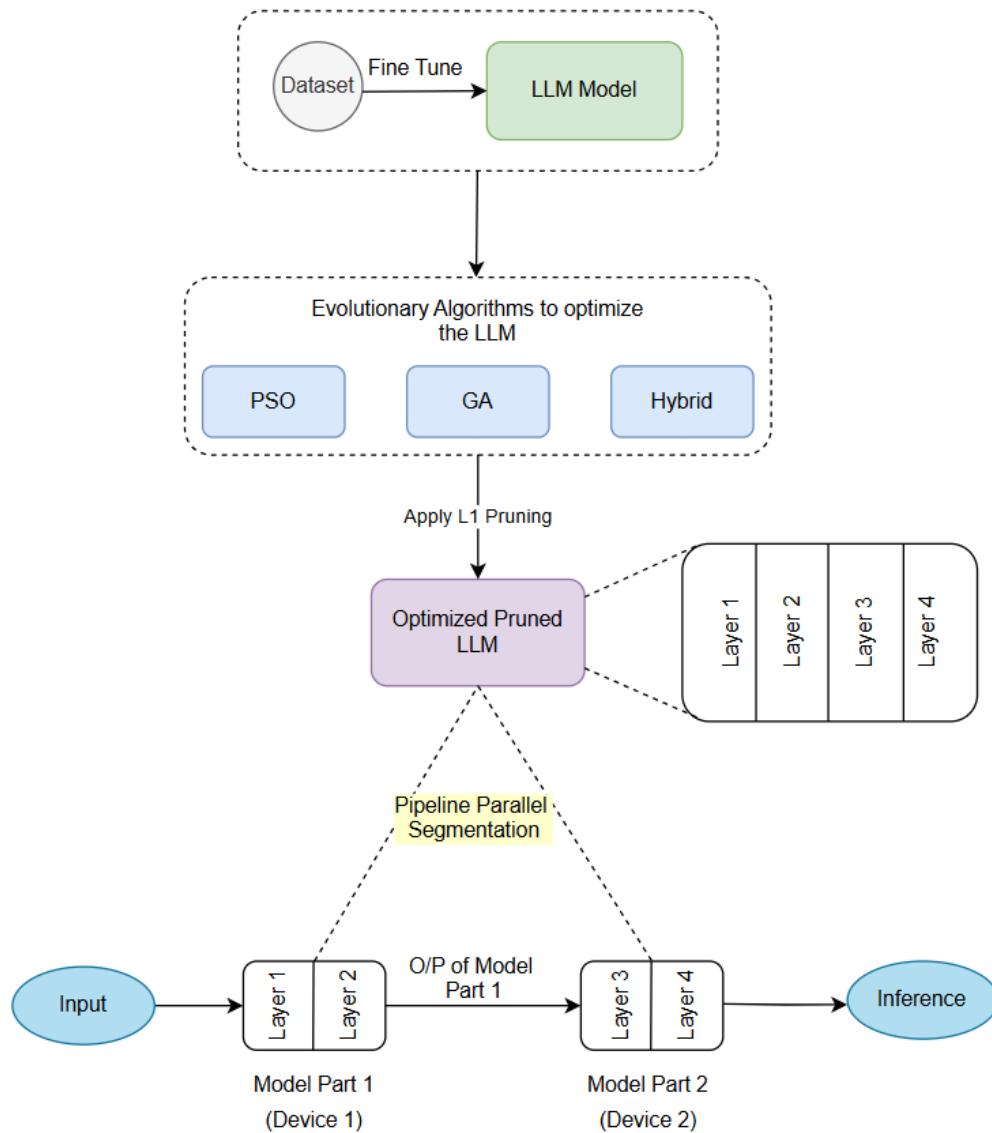 Fine Tune
Dataset
LLM Model
Evolutionary Algorithms to optimize
the LLM
PSO
GA
Hybrid
Apply L1 Pruning
Optimized Pruned
LLM
Layer 1
Layer 2
Layer 3
Layer 4
Pipeline Parallel
Segmentation
Input
Layer 1
Layer 2
O/P of Model
Part 1
Layer 3
Layer 4
Inference
Model Part 1
(Device 1)
Model Part 2
(Device 2)